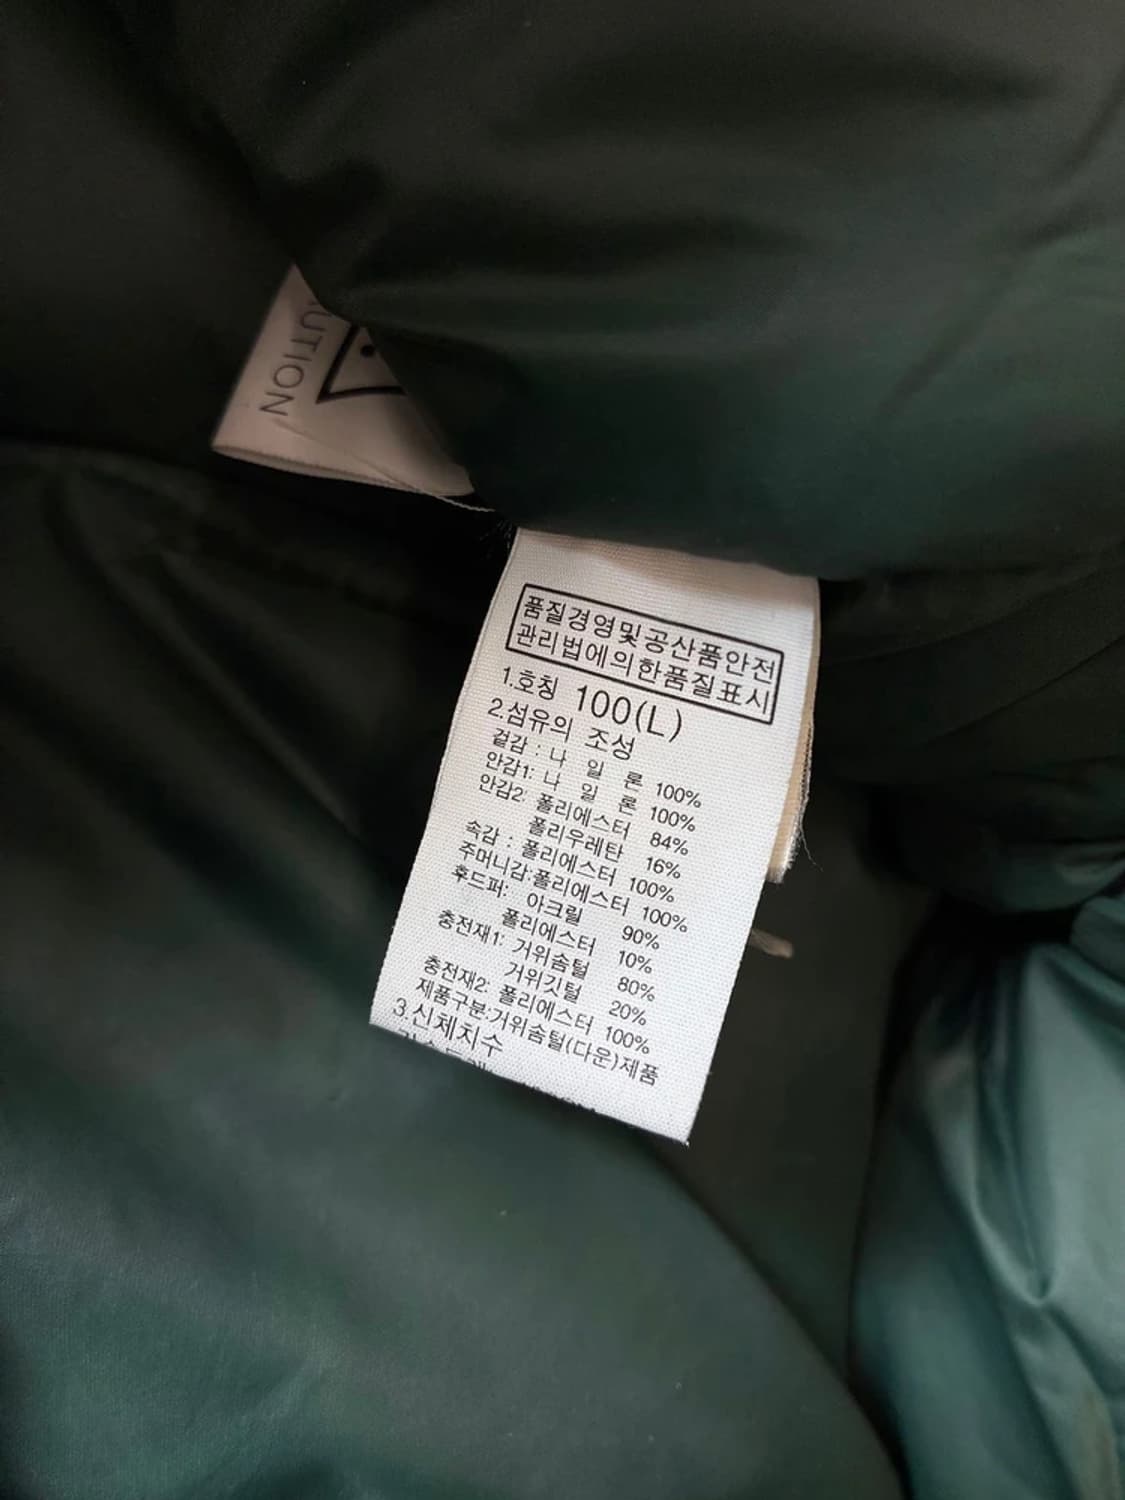 UTION
품질경영및공산품안전
관리법에의한품질표시
1.호칭 100(L)
2.섬유의 조성
겉감 : 나 일 론 100%
안감1: 나 일 론 100%
안감2: 폴리에스터 84%
폴리우레탄 16%
속감 : 폴리에스터 100%
주머니감:폴리에스터 100%
후드퍼: 아크릴 90%
폴리에스터 10%
충전재1: 거위솜털 80%
거위깃털 20%
충전재2: 폴리에스터 100%
제품구분:거위솜털(다운)제품
3.신체치수